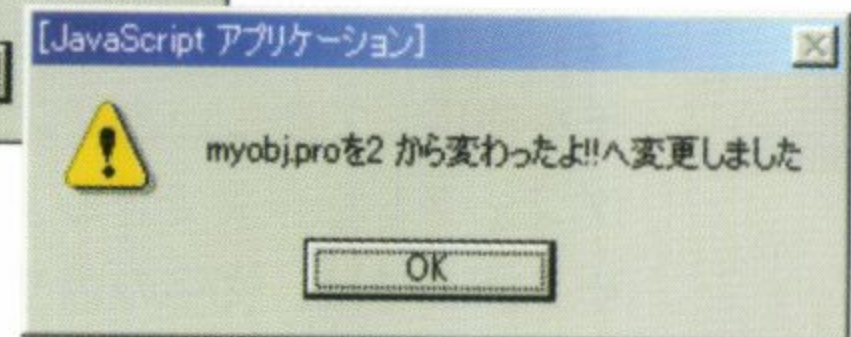 [JavaScript アプリケーション]
myobj.proを2 から変わったよ!!へ変更しました
OK